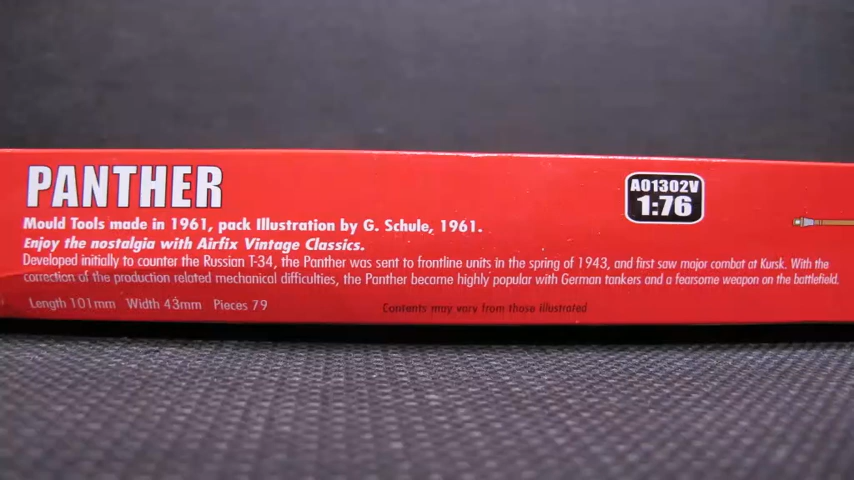 PANTHER
A01302V
1:76
Mould Tools made in 1961, pack Illustration by G. Schule, 1961.
Enjoy the nostalgia with Airfix Vintage Classics.
Developed initially to counter the Russian T-34, the Panther was sent to frontline units in the spring of 1943, and first saw major combat at Kursk. With the
correction of the production related mechanical difficulties, the Panther became highly popular with German tankers and a fearsome weapon on the battlefield.
Length 101mm Width 43mm Pieces 79
Contents may vary from those illustrated